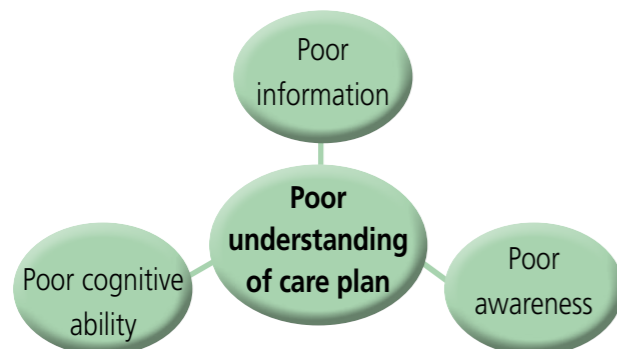 Poor
information
Poor
understanding
of care plan
Poor cognitive
ability
Poor
awareness